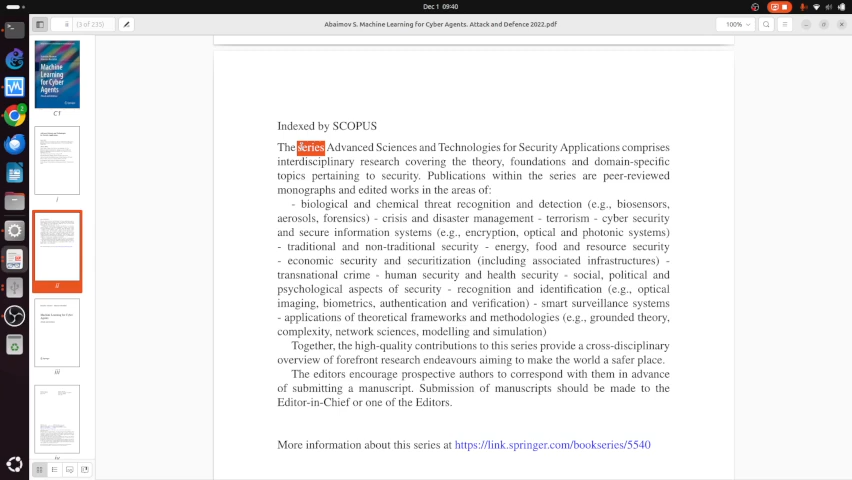 Dec 1 09:40
ii (3 of 235)
Abaimov S. Machine Learning for Cyber Agents. Attack and Defence 2022.pdf
100%
Machine
Learning
for Cyber
Agents
C1
i
ii
iii
Indexed by SCOPUS
The series Advanced Sciences and Technologies for Security Applications comprises
interdisciplinary research covering the theory, foundations and domain-specific
topics pertaining to security. Publications within the series are peer-reviewed
monographs and edited works in the areas of:
- biological and chemical threat recognition and detection (e.g., biosensors,
aerosols, forensics) - crisis and disaster management - terrorism - cyber security
and secure information systems (e.g., encryption, optical and photonic systems)
- traditional and non-traditional security - energy, food and resource security
- economic security and securitization (including associated infrastructures) -
transnational crime - human security and health security - social, political and
psychological aspects of security - recognition and identification (e.g., optical
imaging, biometrics, authentication and verification) - smart surveillance systems
- applications of theoretical frameworks and methodologies (e.g., grounded theory,
complexity, network sciences, modelling and simulation)
Together, the high-quality contributions to this series provide a cross-disciplinary
overview of forefront research endeavours aiming to make the world a safer place.
The editors encourage prospective authors to correspond with them in advance
of submitting a manuscript. Submission of manuscripts should be made to the
Editor-in-Chief or one of the Editors.
More information about this series at https://link.springer.com/bookseries/5540